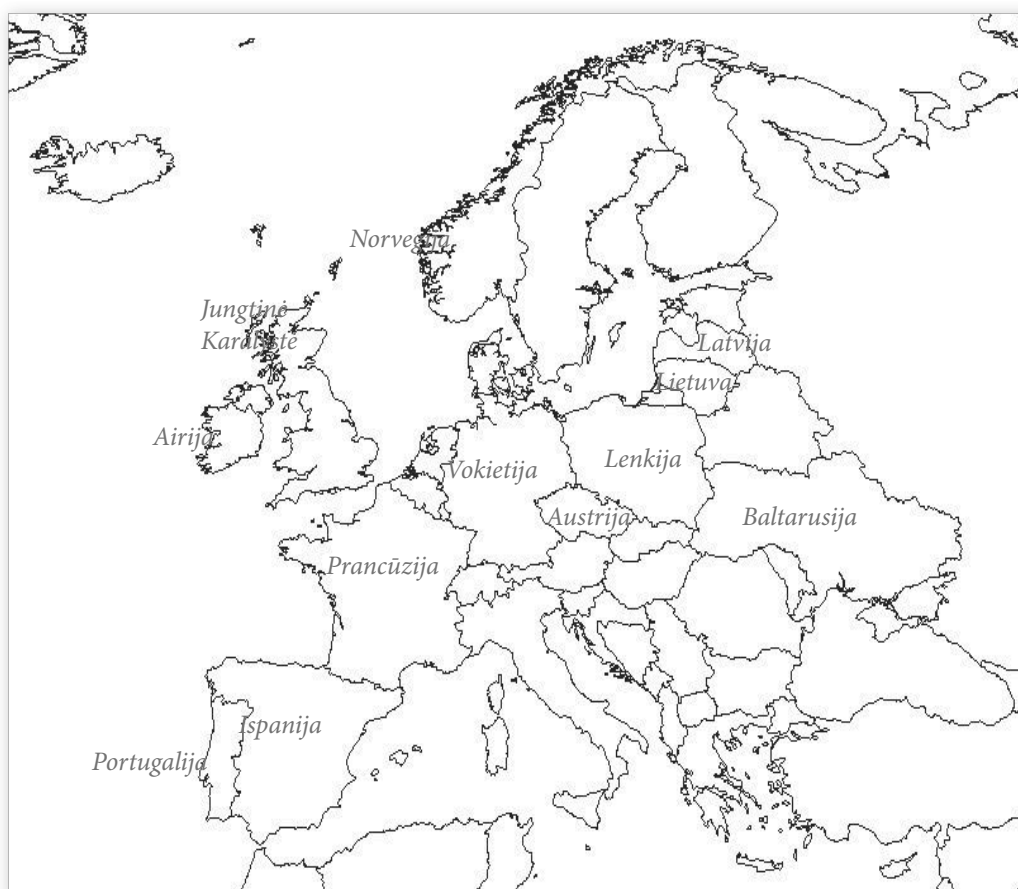 Norvegija
Jungtinė
Karalystė
Latvija
Lietuva
Airija
Vokietija
Lenkija
Austrija
Baltarusija
Prancūzija
Ispanija
Portugalija